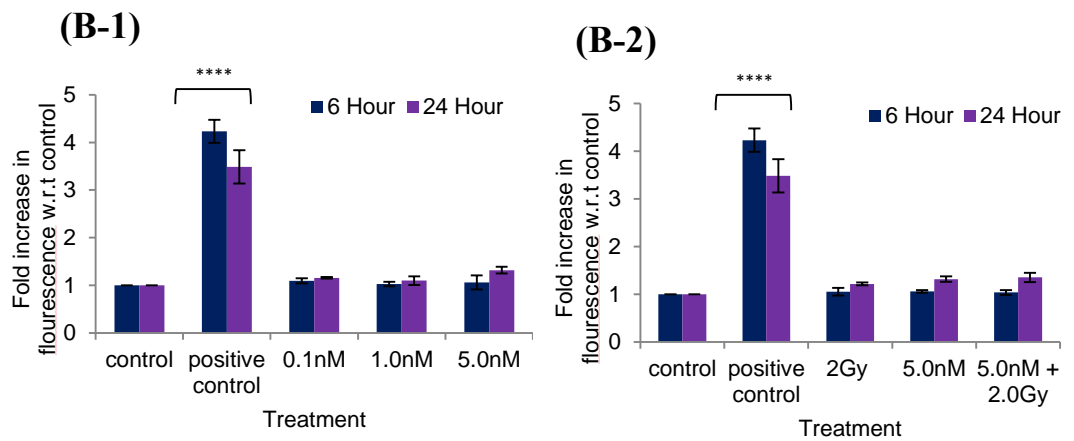 (B-1)
****
6 Hour
24 Hour
Fold increase in
flourescence w.r.t control
5
4
3
2
1
0
control
positive
control
0.1nM
1.0nM
5.0nM
Treatment
(B-2)
****
6 Hour
24 Hour
Fold increase in
flourescence w.r.t control
5
4
3
2
1
0
control
positive
control
2Gy
5.0nM
5.0nM +
2.0Gy
Treatment